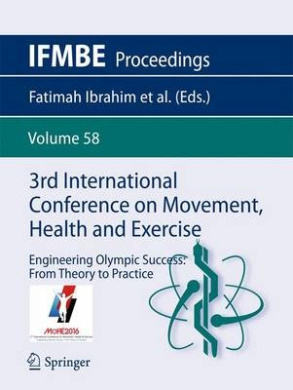 IFMBE Proceedings
Fatimah Ibrahim et al. (Eds.)
Volume 58
3rd International
Conference on Movement,
Health and Exercise
Engineering Olympic Success:
From Theory to Practice
MoHE2016
Springer